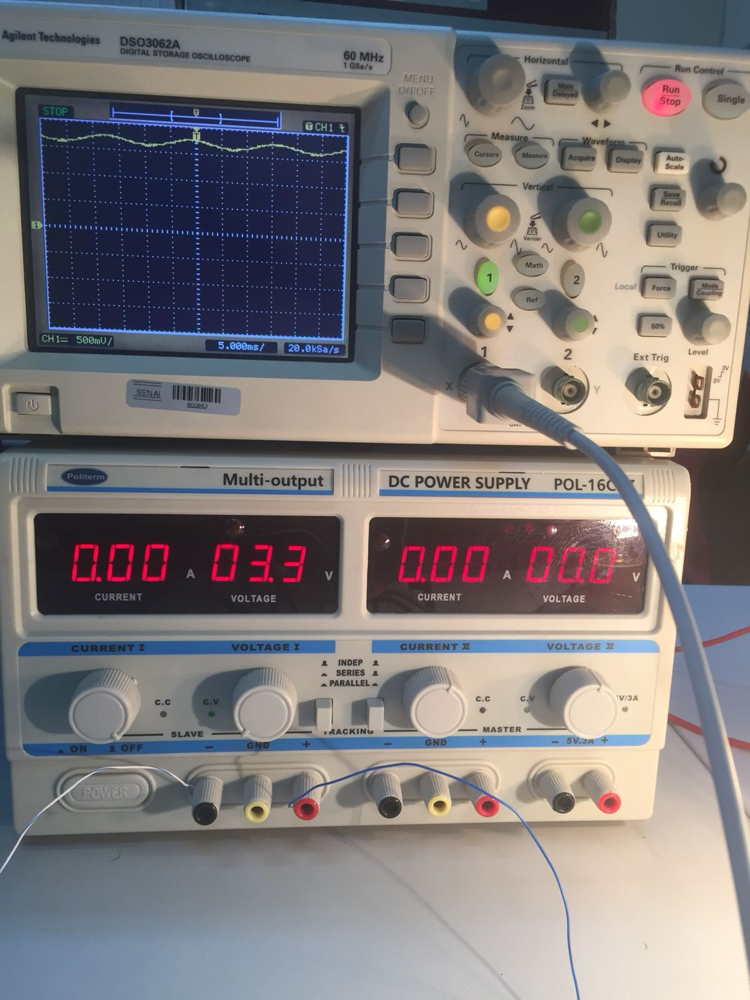 Agilent Technologies
DSO3062A
DIGITAL STORAGE OSCILLOSCOPE
60 MHz
1 GSa/s
MENU
ON/OFF
STOP
T
CH1
T
1
CH1 500mV/
5.000ms/
20.0kSa/s
SENAI
Horizontal
Main
Delayed
Zoom
Run Control
Run
Stop
Single
Measure
Cursors
Measure
Waveform
Acquire
Display
Auto-
Scale
Save
Recall
Utility
Vertical
Vernier
Math
1
2
Ref
Trigger
Local
Force
Mode
Coupling
50%
Level
1
2
Ext Trig
X
Y
3V
0V
Politerm
Multi-output
DC POWER SUPPLY
0.00 A 03.3 V
CURRENT VOLTAGE
0.00 A 00.0 V
CURRENT VOLTAGE
CURRENT I
VOLTAGE I
CURRENT II
VOLTAGE II
INDEP
SERIES
PARALLEL
C.C
C.V
C.C
C.V
V/3A
SLAVE
TRACKING
MASTER
ON
OFF
− GND +
− GND +
− 5V.3A +
POWER